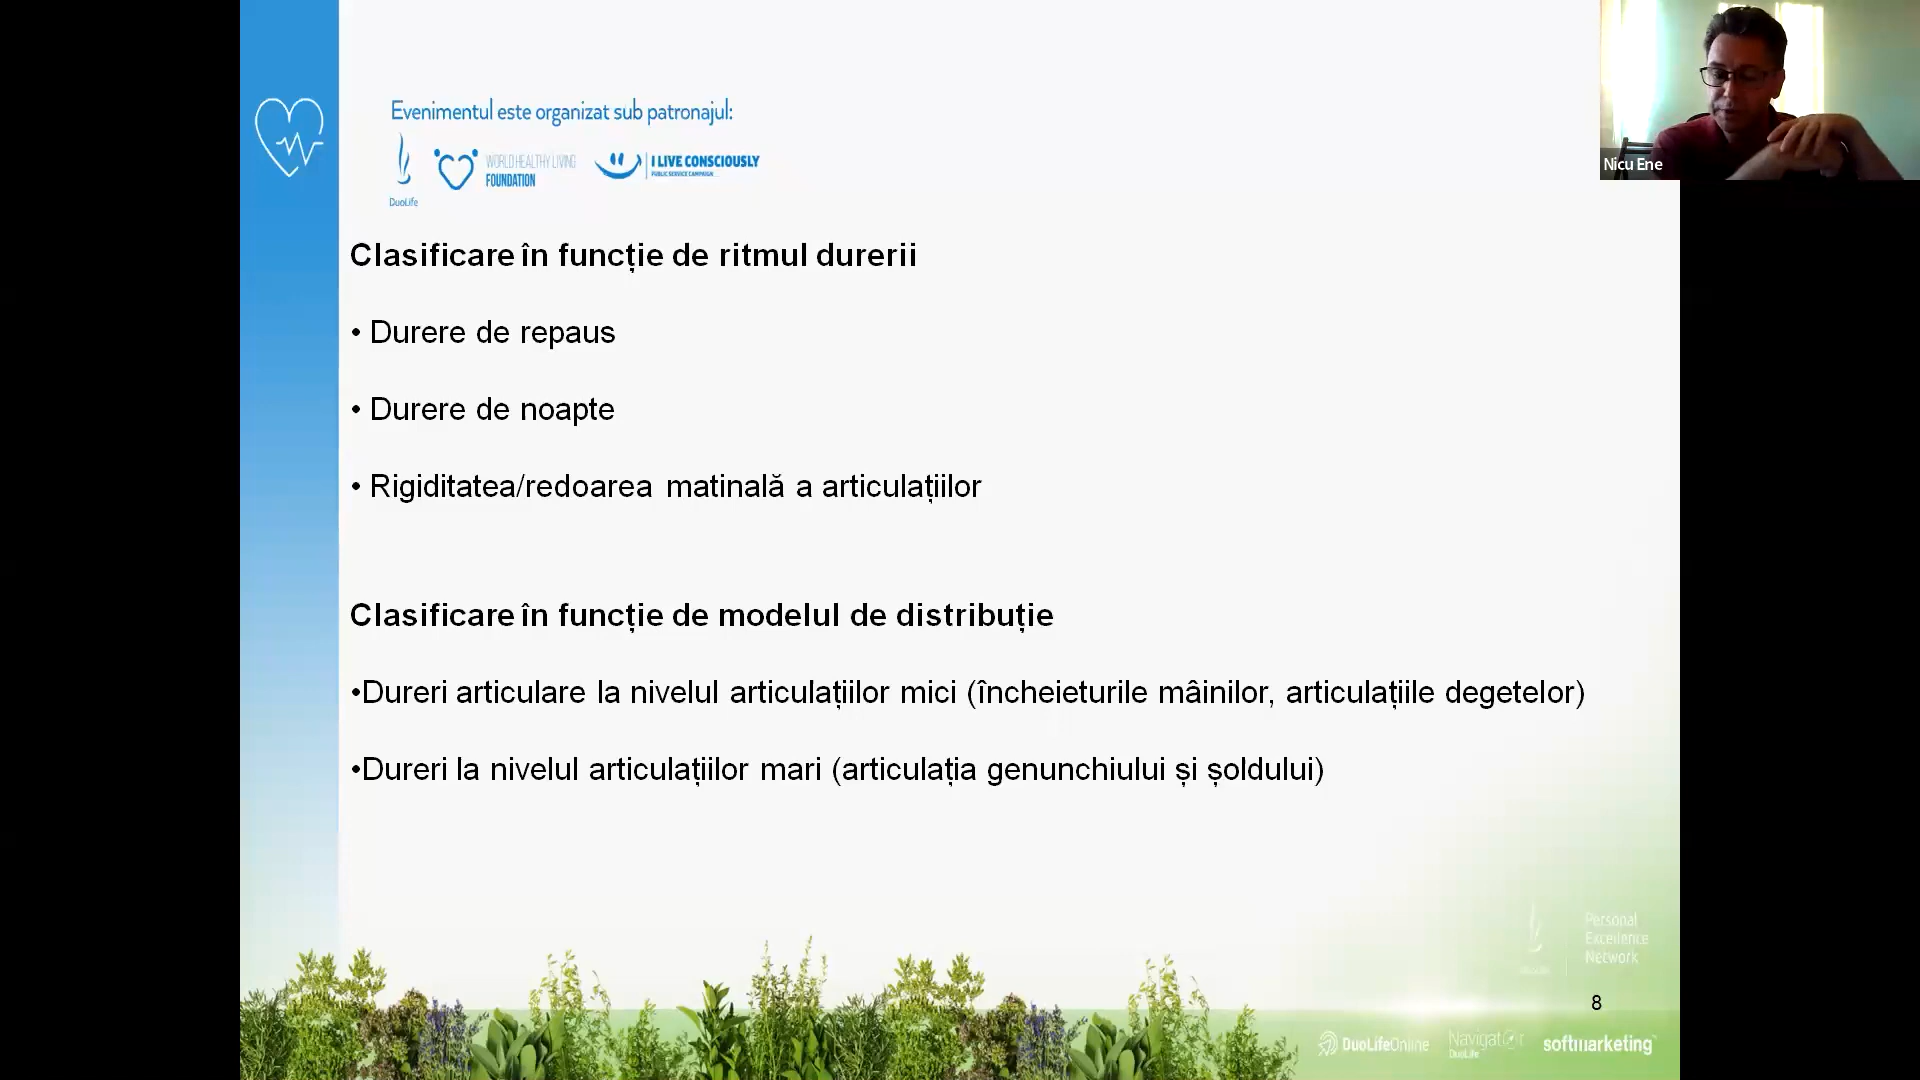 Evenimentul este organizat sub patronajul:
DuoLife
WORLD HEALTHY LIVING
FOUNDATION
I LIVE CONSCIOUSLY
PUBLIC SERVICE CAMPAIGN
Nicu Ene
Clasificare în funcție de ritmul durerii
• Durere de repaus
• Durere de noapte
• Rigiditatea/redoarea matinală a articulațiilor
Clasificare în funcție de modelul de distribuție
•Dureri articulare la nivelul articulațiilor mici (încheieturile mâinilor, articulațiile degetelor)
•Dureri la nivelul articulațiilor mari (articulația genunchiului și șoldului)
Personal
Excellence
Network
8
DuoLifeOnline
Navigator
DuoLife
softmarketing